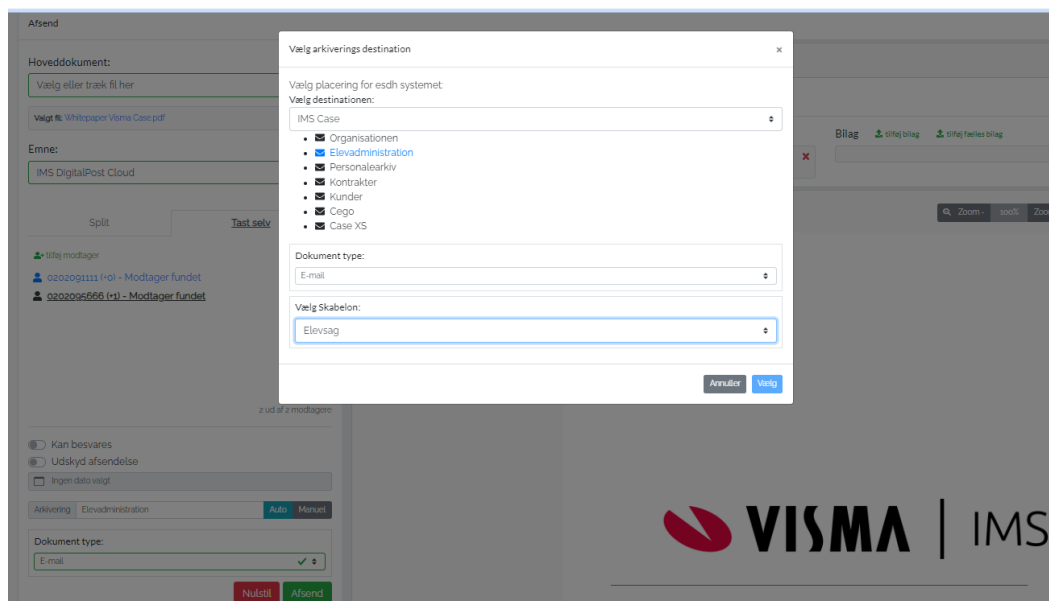 Afsend
Hoveddokument:
Vælg eller træk fil her
Valgt fil: Whitepaper Visma Case.pdf
Emne:
IMS DigitalPost Cloud
Split
Tast selv
tilføj modtager
0202091111 (+0) - Modtager fundet
0202095666 (+1) - Modtager fundet
2 ud af 2 modtagere
Kan besvares
Udskyd afsendelse
Ingen dato valgt
Arkivering Elevadministration Auto Manuel
Dokument type:
E-mail
Nulstil Afsend
Vælg arkiverings destination ×
Vælg placering for esdh systemet:
Vælg destinationen:
IMS Case
Organisationen
Elevadministration
Personalearkiv
Kontrakter
Kunder
Cego
Case XS
Dokument type:
E-mail
Vælg Skabelon:
Elevsag
Annuller Vælg
Bilag tilføj bilag tilføj fælles bilag
Zoom - 100% Zoo
VISMA | IMS